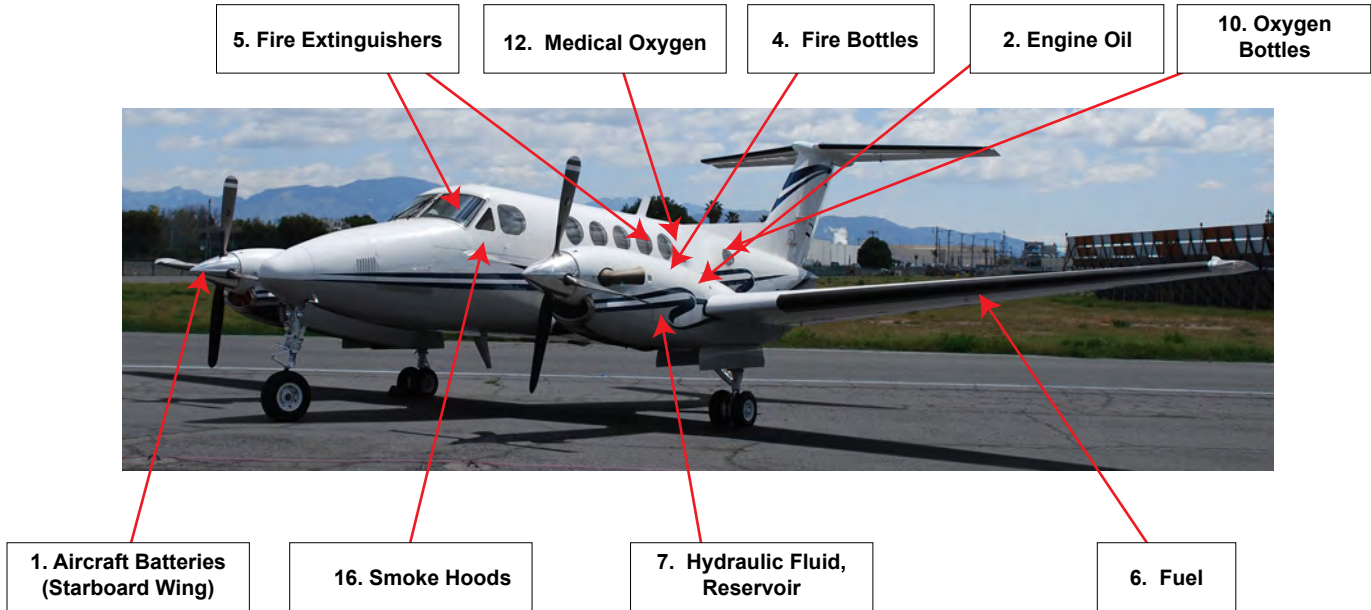 5. Fire Extinguishers
12. Medical Oxygen
4. Fire Bottles
2. Engine Oil
10. Oxygen
Bottles
1. Aircraft Batteries
(Starboard Wing)
16. Smoke Hoods
7. Hydraulic Fluid,
Reservoir
6. Fuel